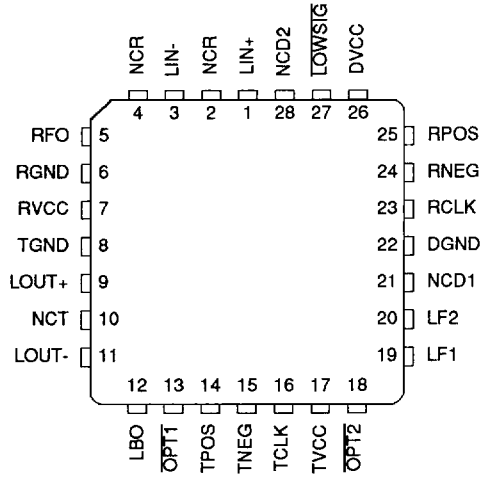 NCR LIN- NCR LIN+ NCD2 LOWSIG DVCC
4 3 2 1 28 27 26
RFO 5 25 RPOS
RGND 6 24 RNEG
RVCC 7 23 RCLK
TGND 8 22 DGND
LOUT+ 9 21 NCD1
NCT 10 20 LF2
LOUT- 11 19 LF1
12 13 14 15 16 17 18
LBO OPT1 TPOS TNEG TCLK TVCC OPT2